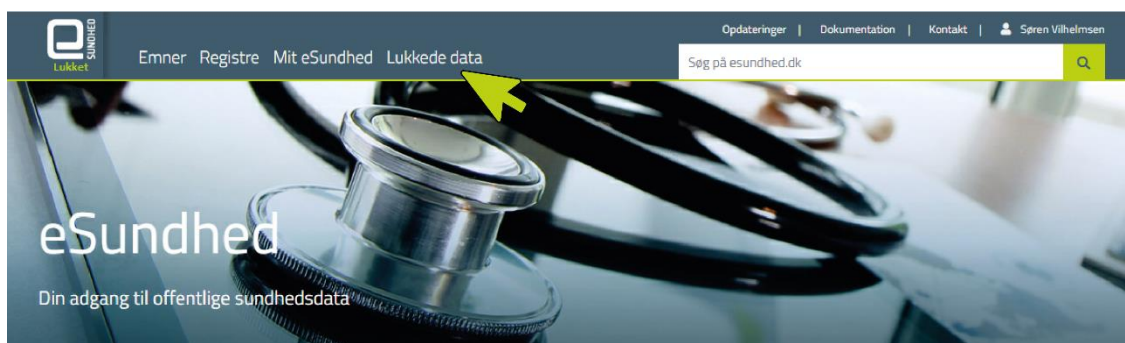 SUNDHED
Lukket
Opdateringer | Dokumentation | Kontakt | Søren Vilhelmsen
Emner Registre Mit eSundhed Lukkede data
Søg på esundhed.dk
eSundhed
Din adgang til offentlige sundhedsdata